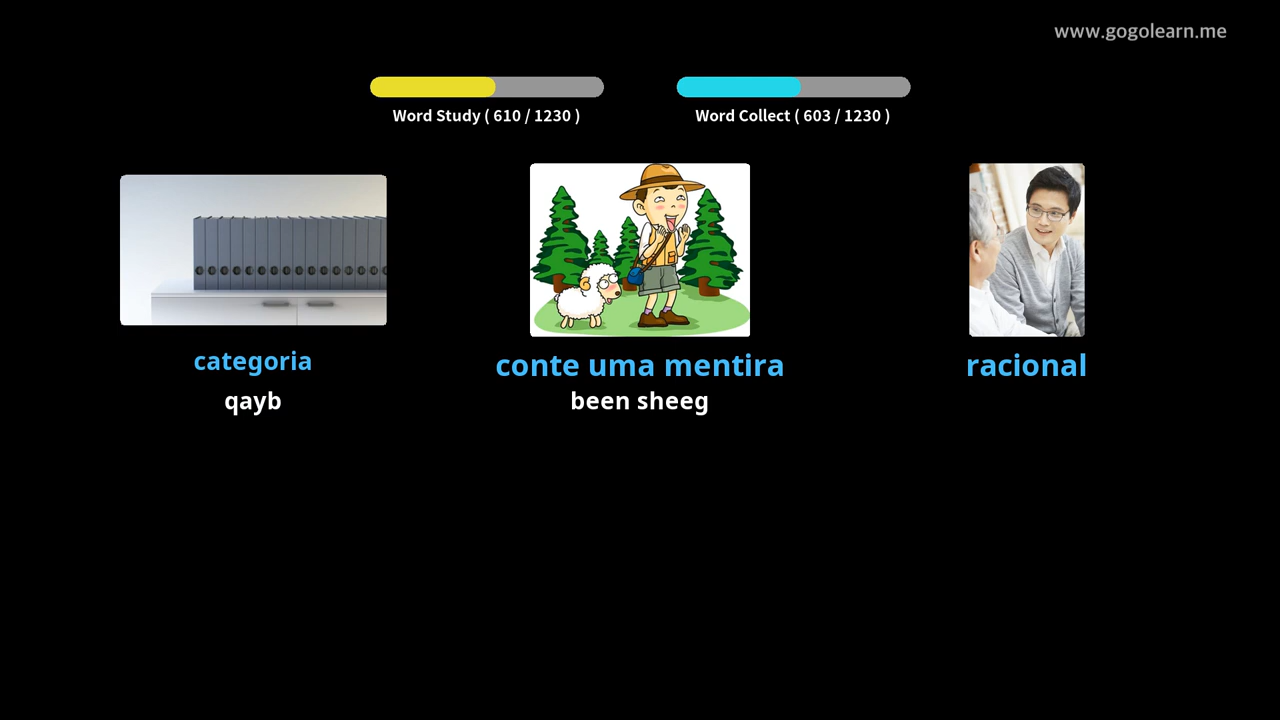 www.gogolearn.me
Word Study ( 610 / 1230 )
Word Collect ( 603 / 1230 )
categoria
qayb
conte uma mentira
been sheeg
racional